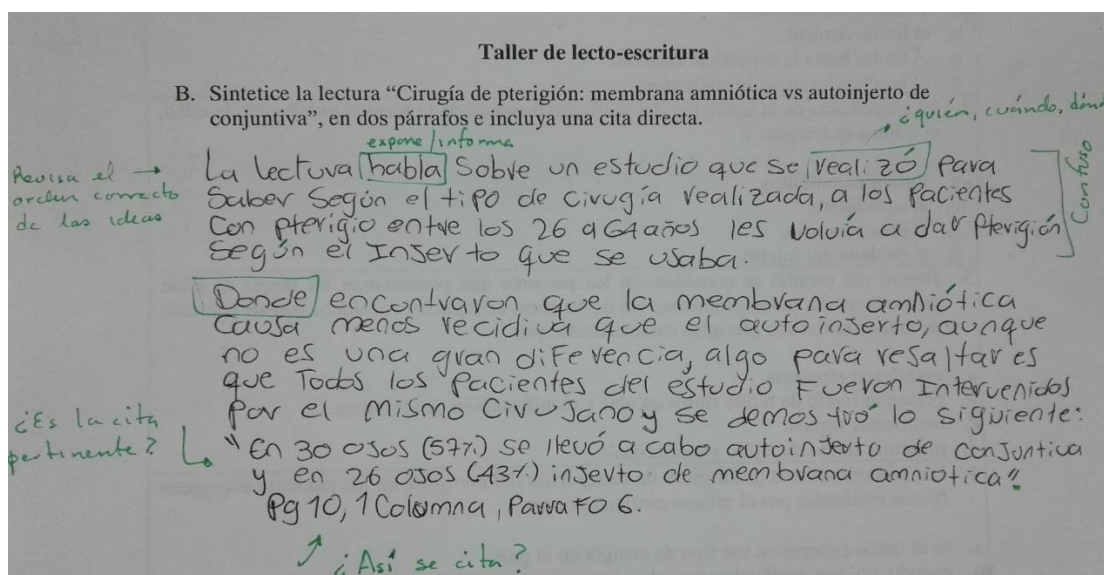 Taller de lecto-escritura
B. Sintetice la lectura “Cirugía de pterigión: membrana amniótica vs autoinjerto de
conjuntiva”, en dos párrafos e incluya una cita directa.
¿quién, cuándo, dónd
expone/informa
La lectura habla Sobre un estudio que se realizó Para
Saber Según el tipo de cirugía realizada, a los Pacientes
Con Pterigio entre los 26 a 64 años les volvía a dar Pterigión
Según el Inserto que se usaba.
Revisa el →
orden correcto
de las ideas
Confuso
Donde encontraron que la membrana amniótica
Causa menos recidiva que el autoinjerto, aunque
no es una gran diferencia, algo para resaltar es
que Todos los Pacientes del estudio Fueron Intervenidos
Por el mismo Cirujano y se demostró lo siguiente:
"En 30 ojos (57%) se llevó a cabo autoinjerto de conjuntiva
y en 26 ojos (43%) injerto de membrana amniotica".
Pg 10, 1 Columna, Parrafo 6.
¿Es la cita
pertinente?
¿Así se cita?